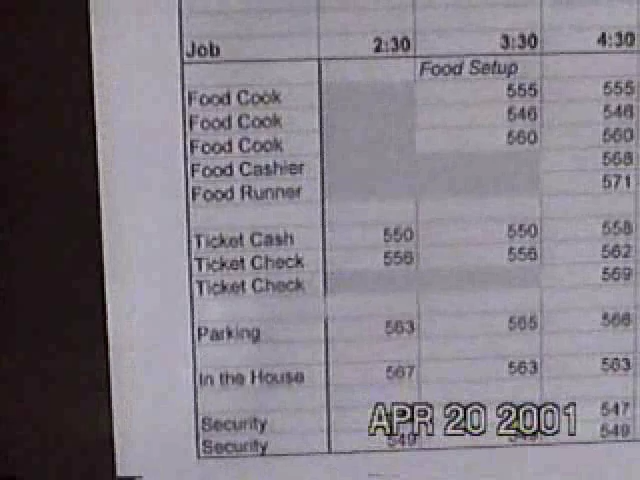 Job 2:30 3:30 4:30
Food Setup
Food Cook 555 555
Food Cook 546 546
Food Cook 560 560
Food Cashier 568
Food Runner 571
Ticket Cash 550 550 558
Ticket Check 556 556 562
Ticket Check 569
Parking 563 565 566
In the House 567 563 563
Security 547
Security 549 549 549
APR 20 2001